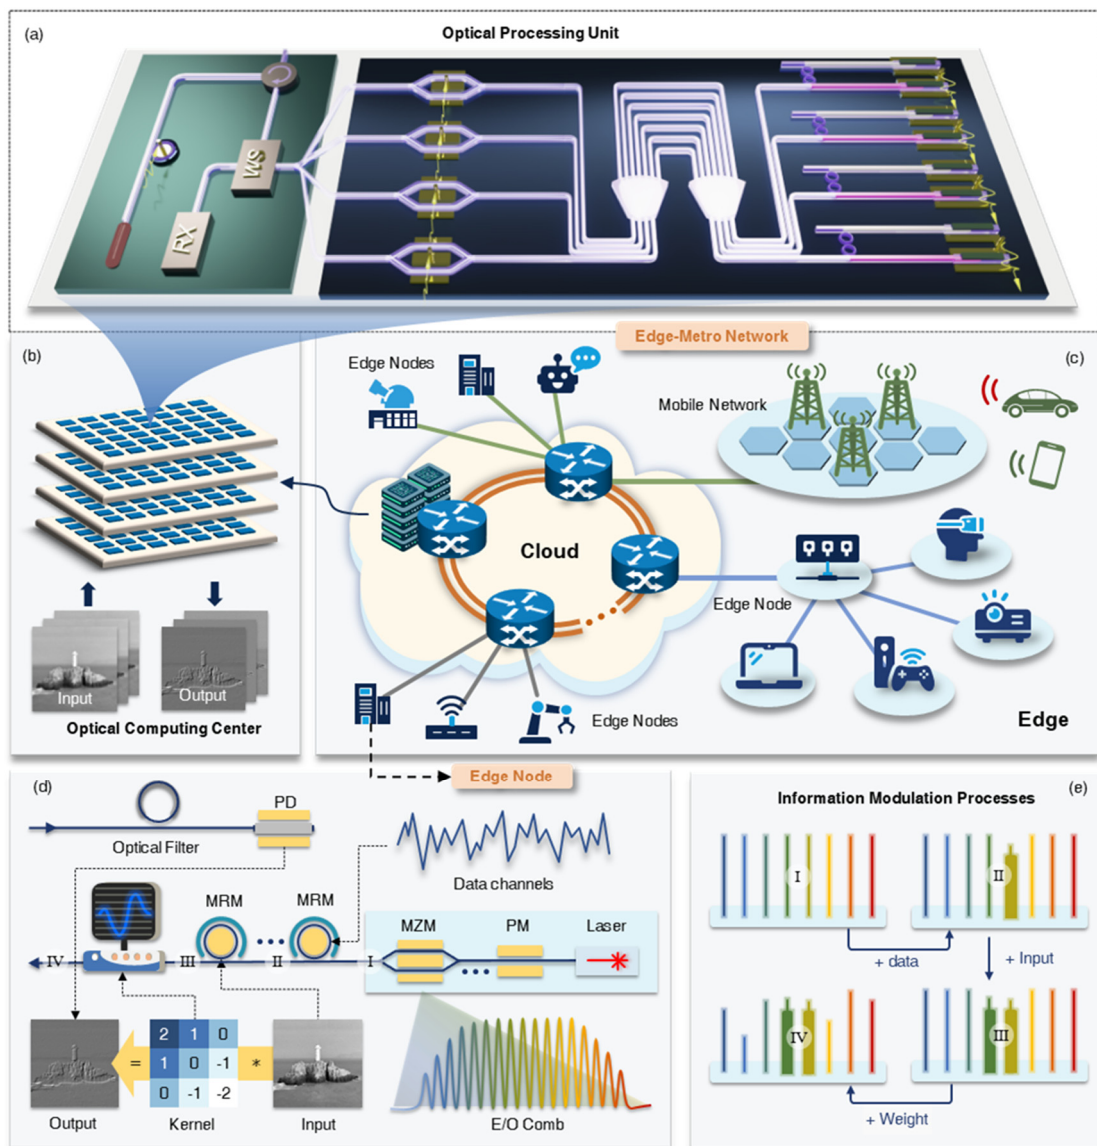 (a)
Optical Processing Unit
WS
RX
(b)
Input
Output
Optical Computing Center
Edge-Metro Network
(c)
Edge Nodes
Mobile Network
Cloud
Edge Node
Edge Nodes
Edge
(d)
Edge Node
PD
Optical Filter
Data channels
MRM
MRM
MZM
PM
Laser
IV
III
II
I
2 1 0
1 0 -1
0 -1 -2
=
*
Output
Kernel
Input
E/O Comb
(e)
Information Modulation Processes
I
II
+ data
+ Input
IV
III
+ Weight